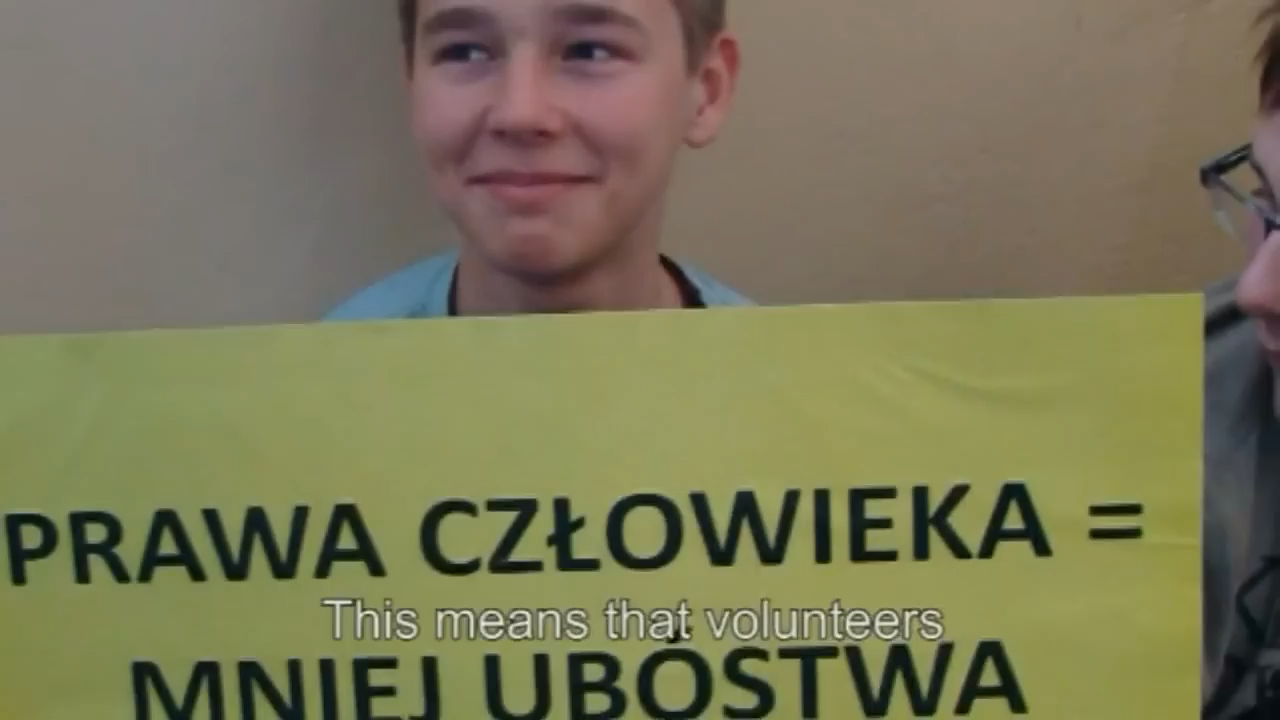 PRAWA CZŁOWIEKA =
This means that volunteers
MNIEJ UBÓSTWA